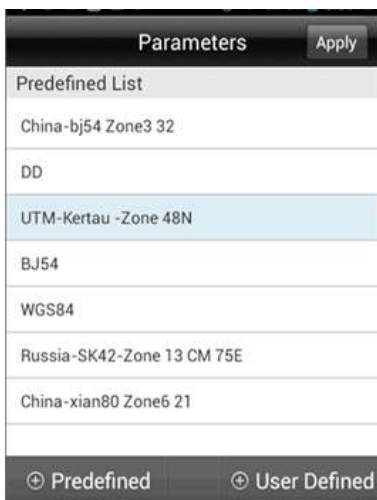 Parameters
Apply
Predefined List
China-bj54 Zone3 32
DD
UTM-Kertau -Zone 48N
BJ54
WGS84
Russia-SK42-Zone 13 CM 75E
China-xian80 Zone6 21
Predefined
User Defined